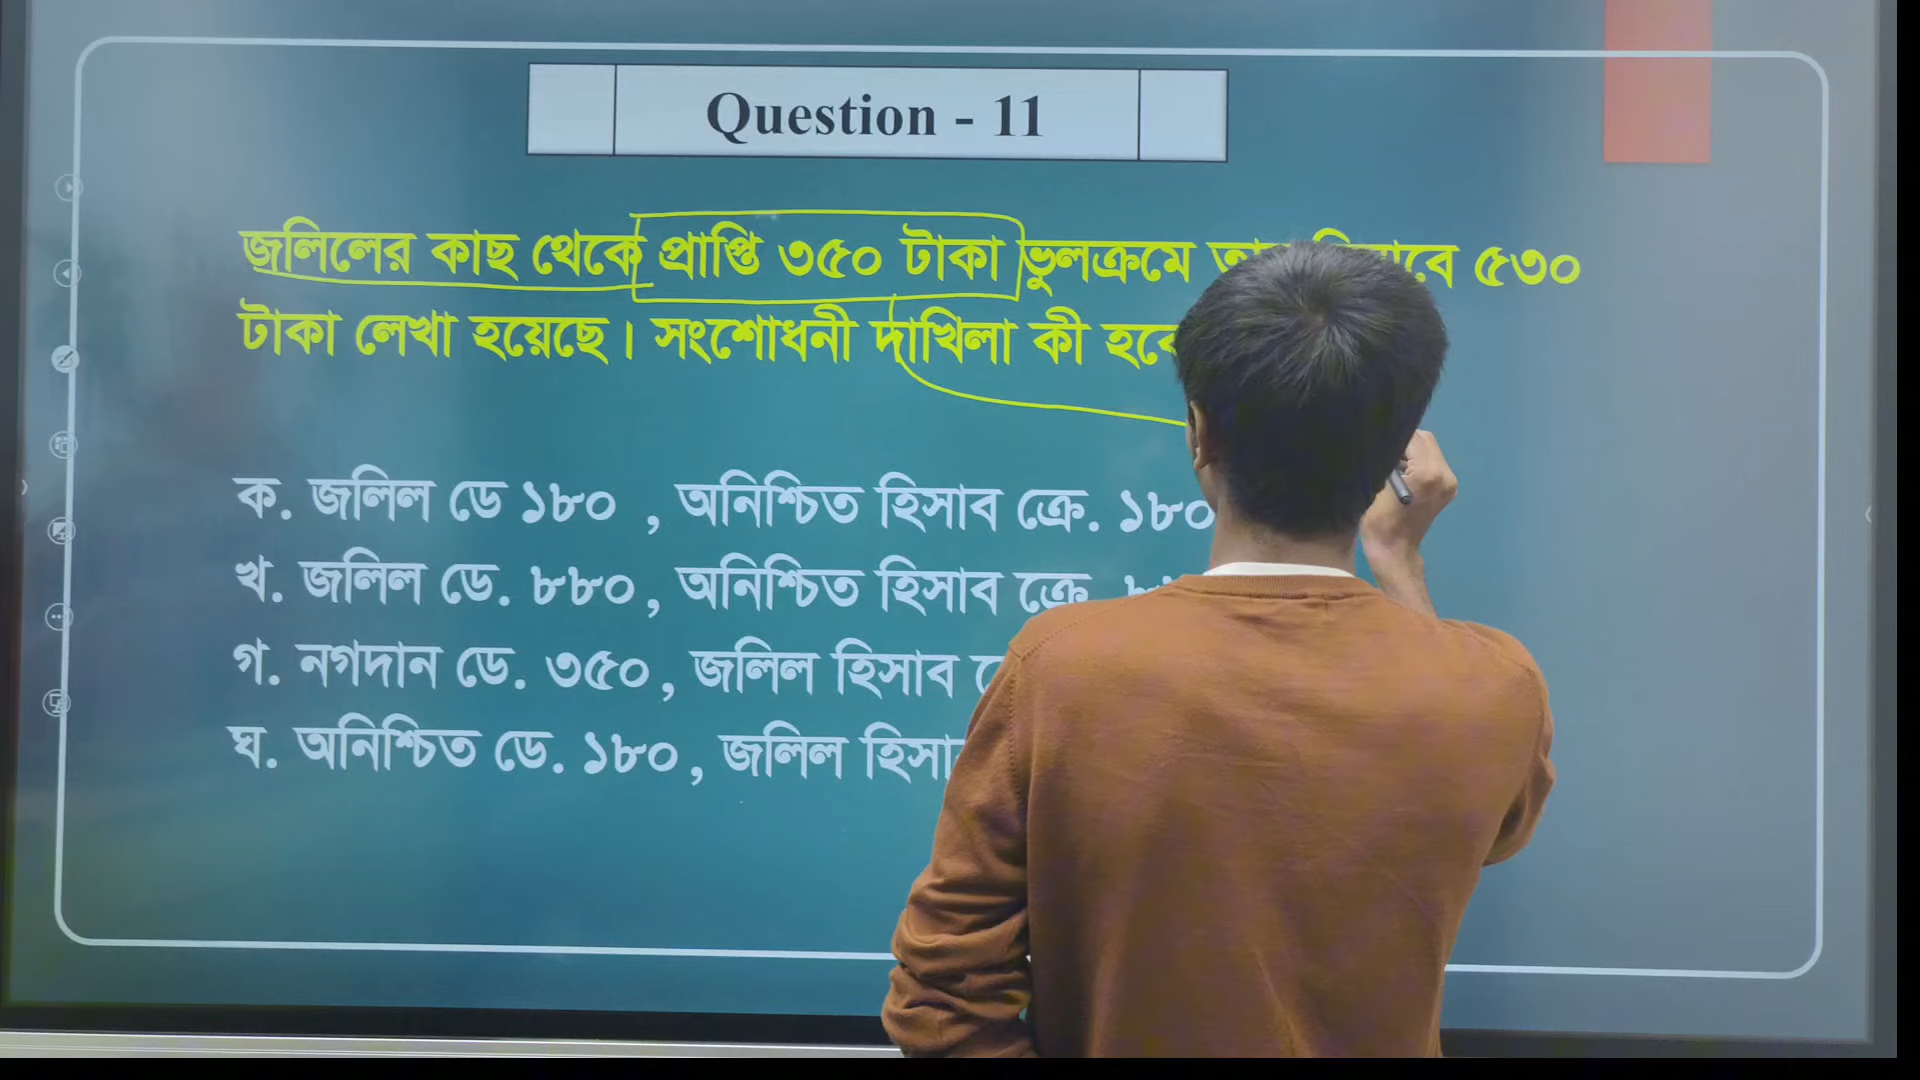 Question - 11
জলিলের কাছ থেকে প্রাপ্তি ৩৫০ টাকা ভুলক্রমে ৫৩০
টাকা লেখা হয়েছে। সংশোধনী দাখিলা কী হবে
ক. জলিল ডে ১৮০ , অনিশ্চিত হিসাব ক্রে. ১৮০
খ. জলিল ডে. ৮৮০, অনিশ্চিত হিসাব ক্রে
গ. নগদান ডে. ৩৫০, জলিল হিসাব
ঘ. অনিশ্চিত ডে. ১৮০, জলিল হিসা